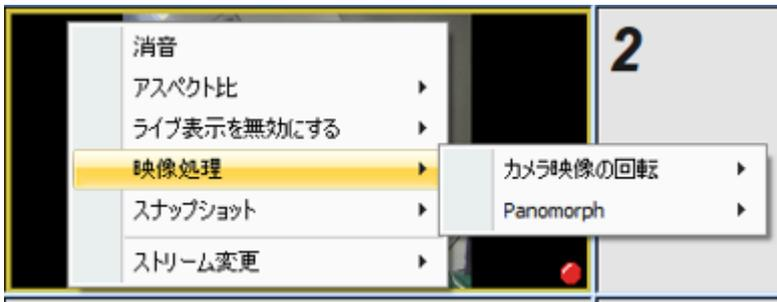 消音
2
アスペクト比
ライブ表示を無効にする
映像処理
カメラ映像の回転
スナップショット
Panomorph
ストリーム変更